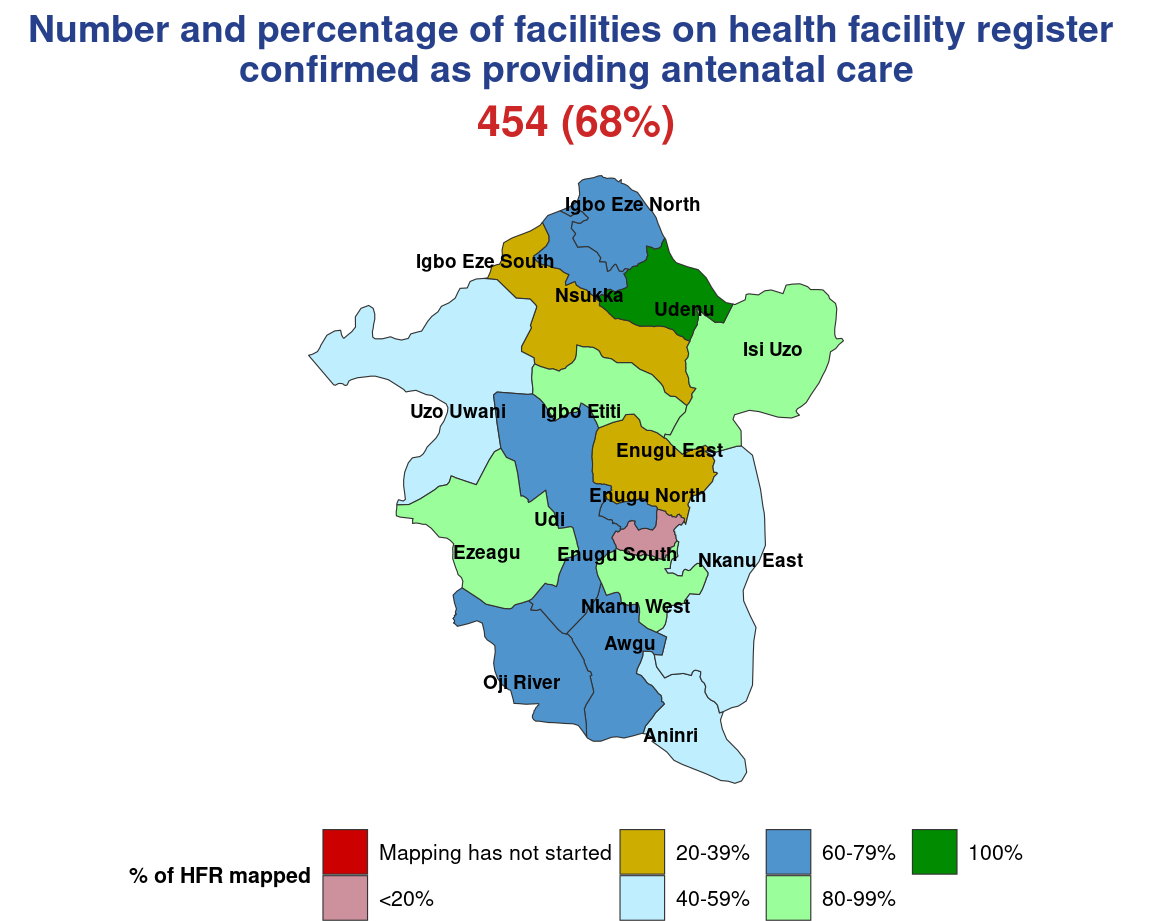 Number and percentage of facilities on health facility register
confirmed as providing antenatal care
454 (68%)
Igbo Eze North
Igbo Eze South
Nsukka
Udenu
Isi Uzo
Uzo Uwani
Igbo Etiti
Enugu East
Enugu North
Udi
Ezeagu
Enugu South
Nkanu East
Nkanu West
Awgu
Oji River
Aninri
% of HFR mapped
Mapping has not started
<20%
20-39%
40-59%
60-79%
80-99%
100%